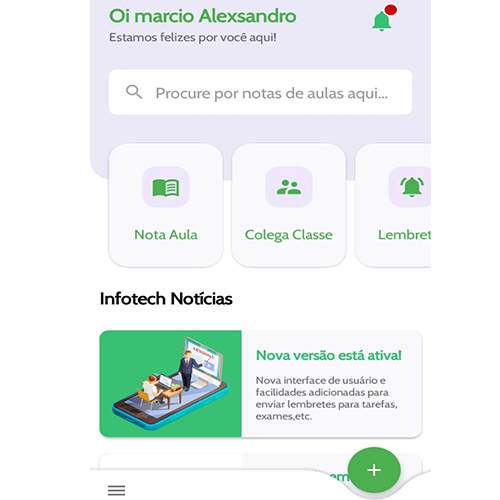 Oi marcio Alexsandro
Estamos felizes por você aqui!
Procure por notas de aulas aqui...
Nota Aula
Colega Classe
Lembret
Infotech Notícias
Nova versão está ativa!
Nova interface de usuário e
facilidades adicionadas para
enviar lembretes para tarefas,
exames,etc.